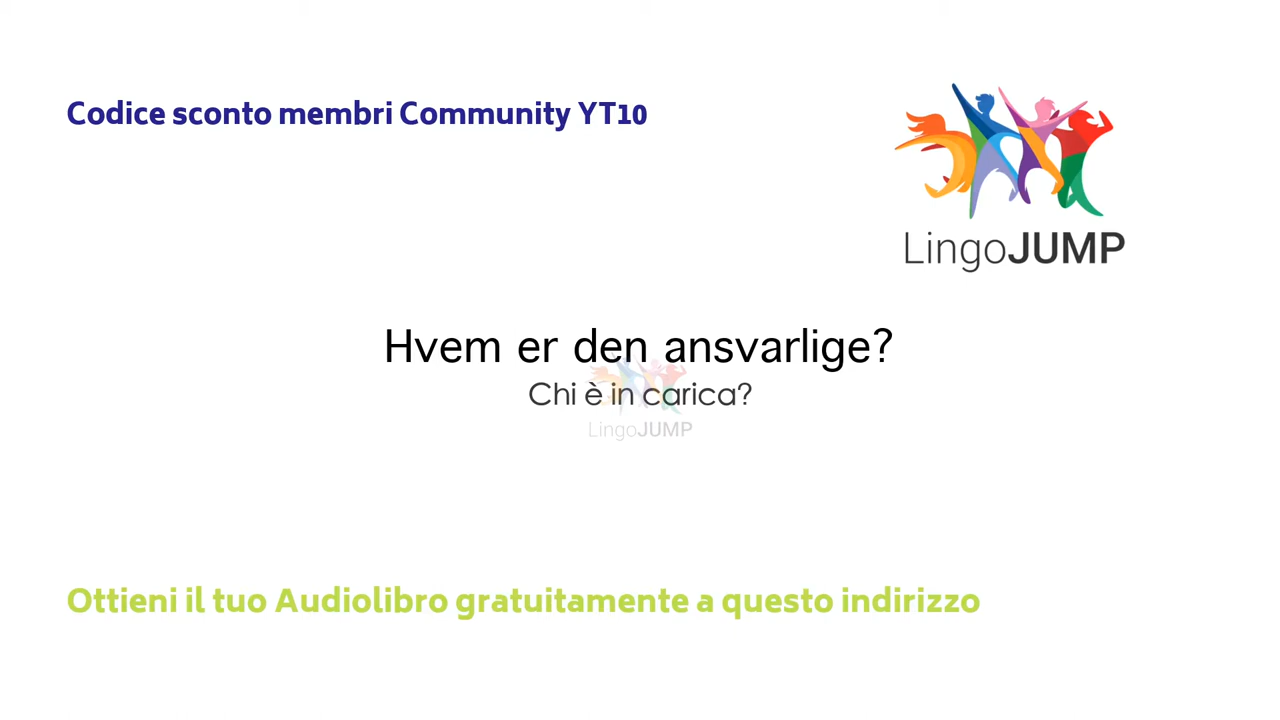 Codice sconto membri Community YT10
LingoJUMP
Hvem er den ansvarlige?
Chi è in carica?
LingoJUMP
Ottieni il tuo Audiolibro gratuitamente a questo indirizzo